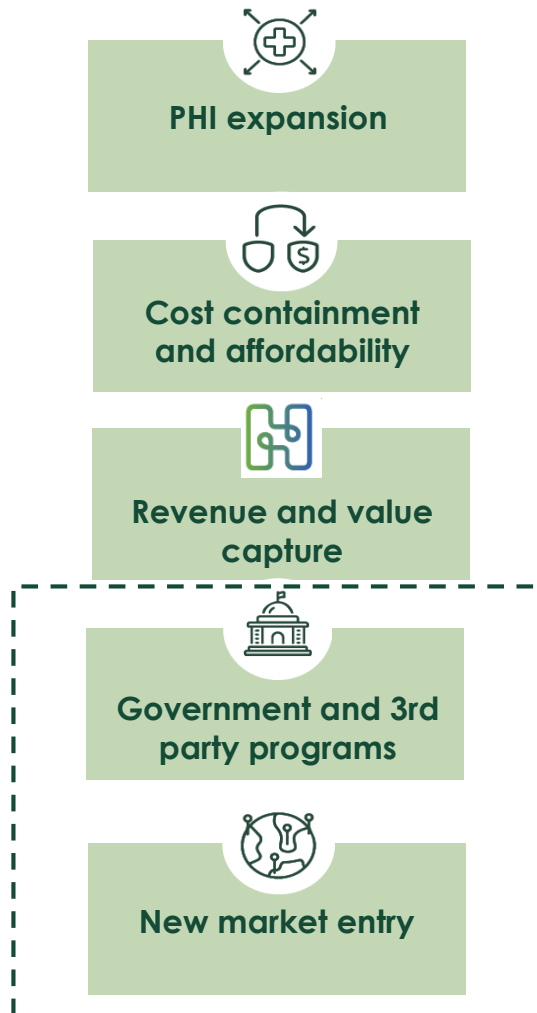 PHI expansion
$
Cost containment
and affordability
Revenue and value
capture
Government and 3rd
party programs
New market entry